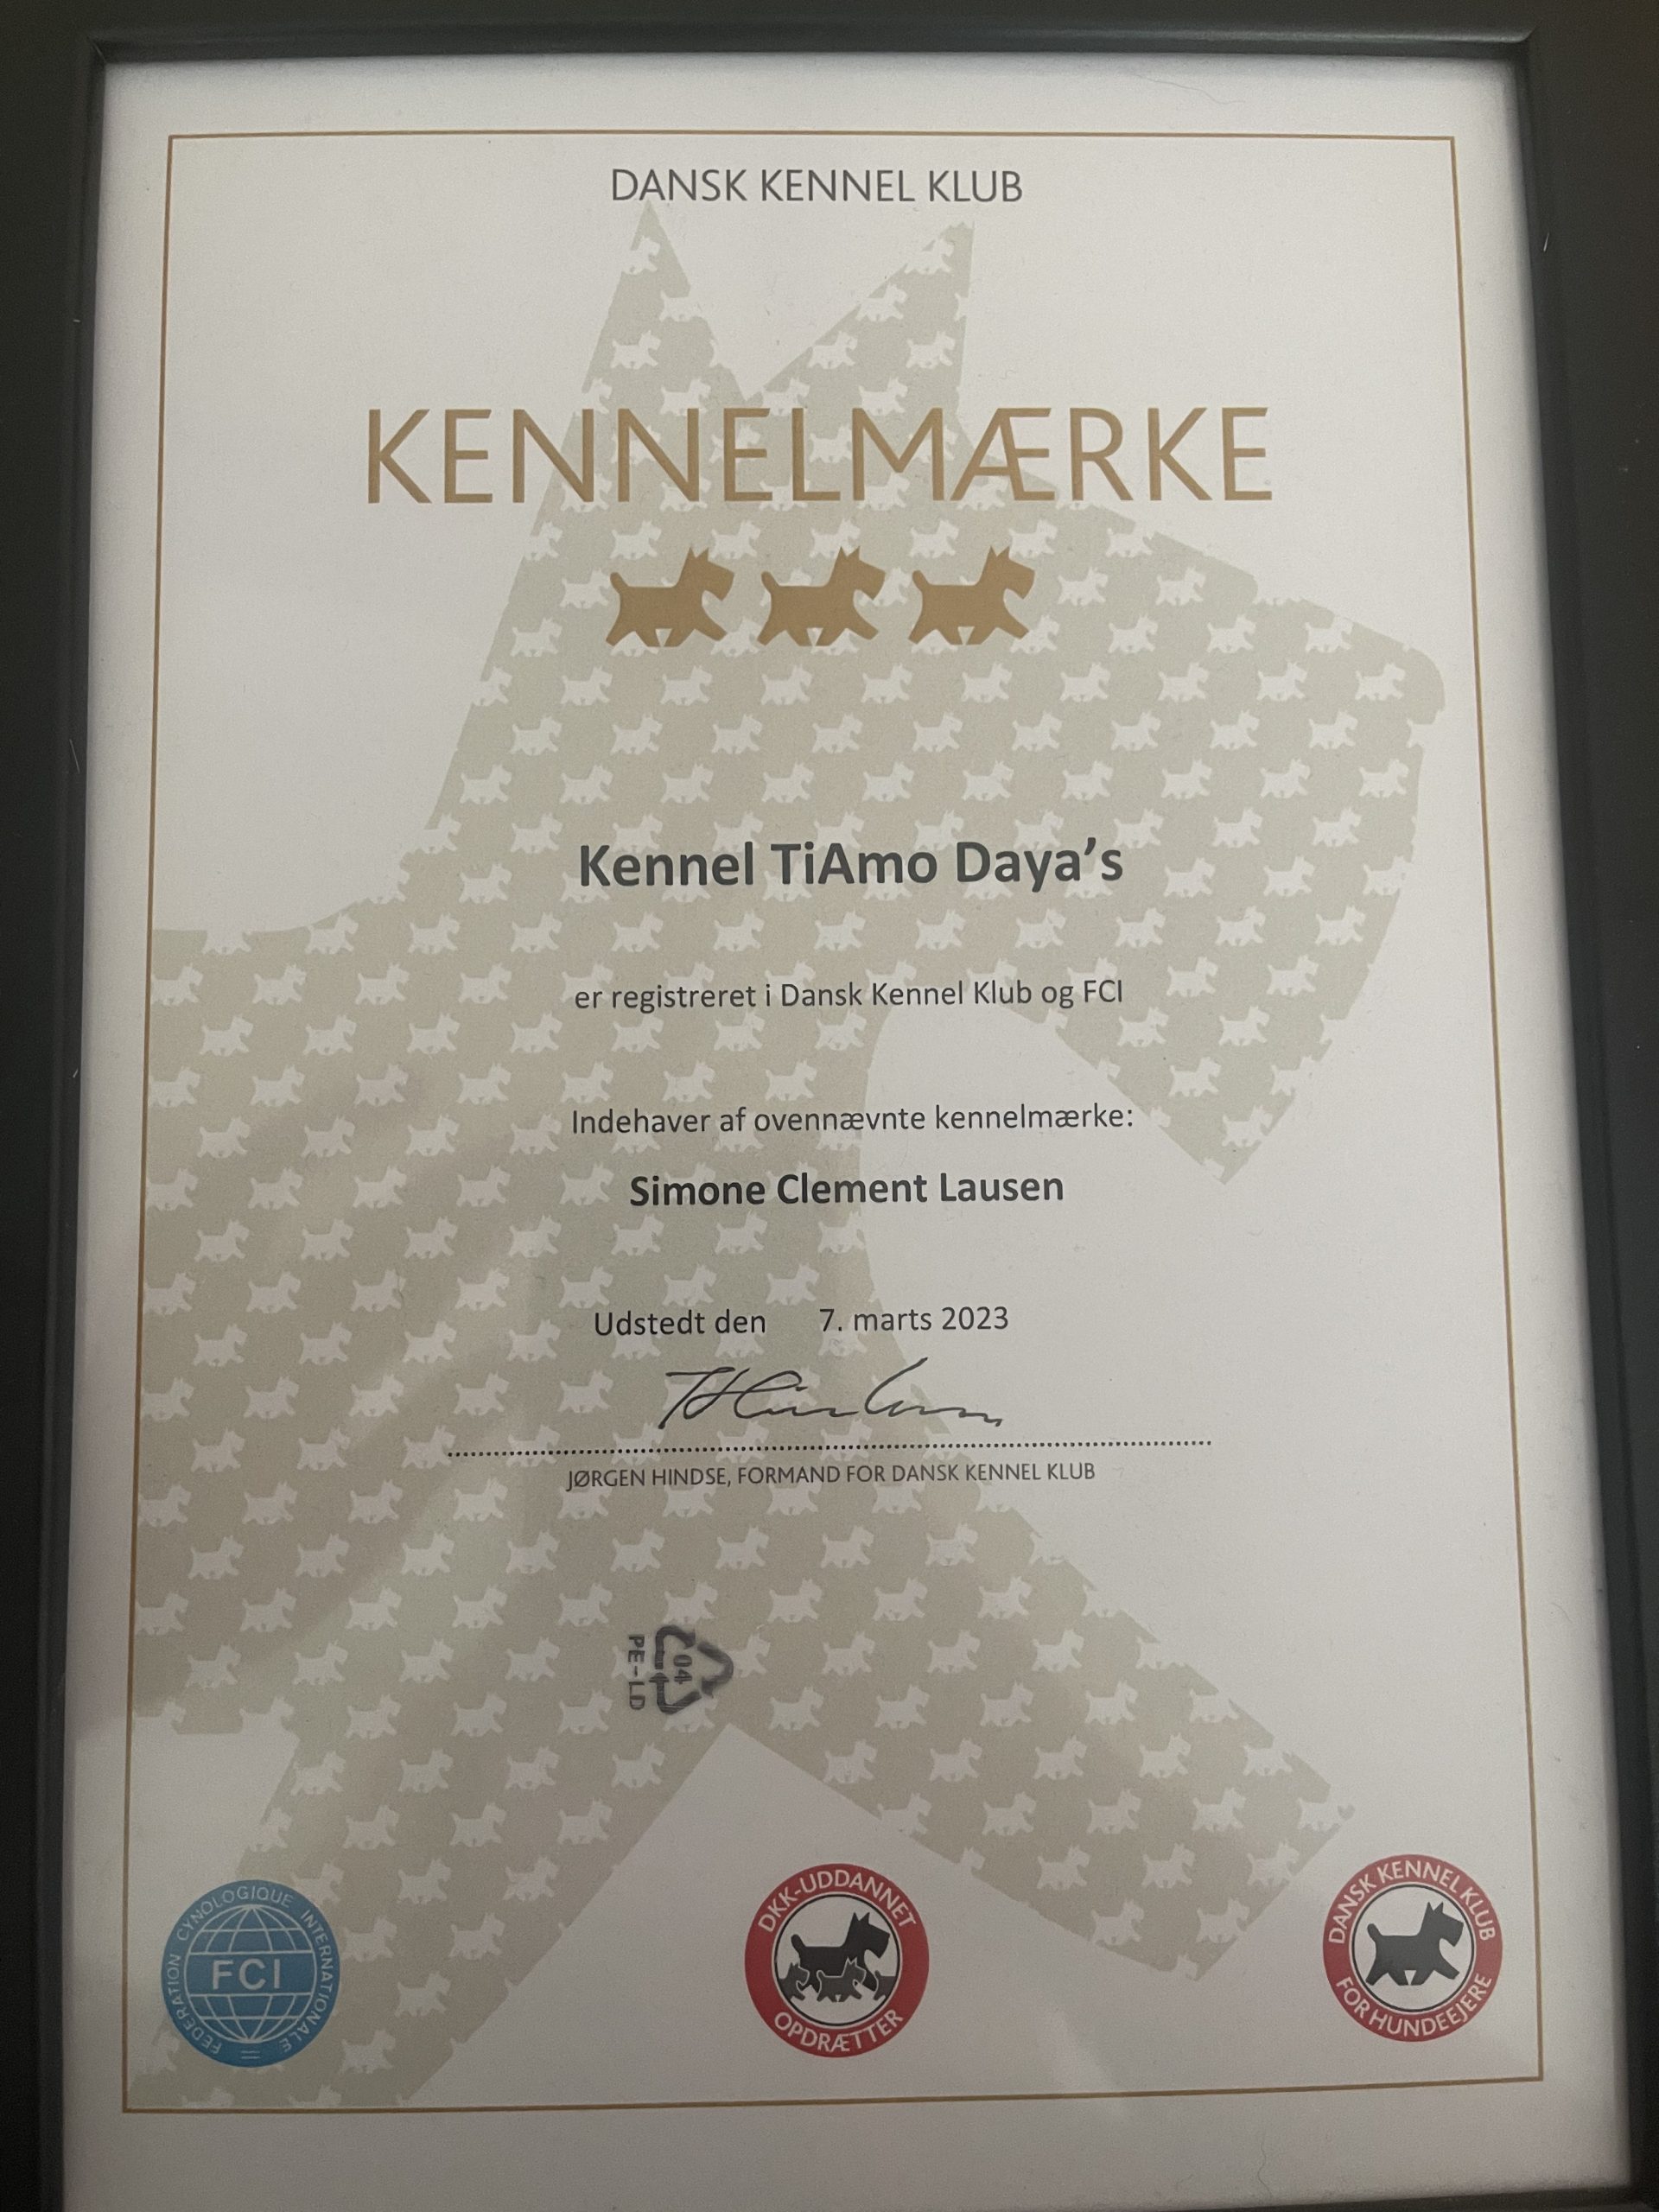 DANSK KENNEL KLUB
KENNELMÆRKE
Kennel TiAmo Daya’s
er registreret i Dansk Kennel Klub og FCI
Indehaver af ovennævnte kennelmærke:
Simone Clement Lausen
Udstedt den 7. marts 2023
JØRGEN HINDSE, FORMAND FOR DANSK KENNEL KLUB
04
PE-LD
FEDERATION CYNOLOGIQUE INTERNATIONALE
FCI
DKK-UDDANNET
OPDRÆTTER
DANSK KENNEL KLUB
FOR HUNDEEJERE